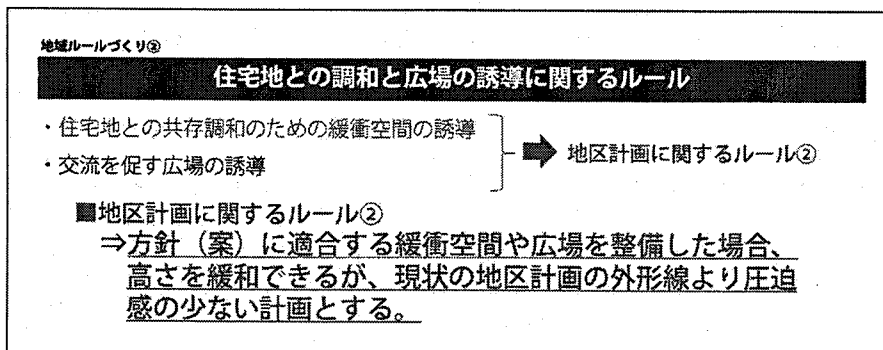 地域ルールづくり②
住宅地との調和と広場の誘導に関するルール
・住宅地との共存調和のための緩衝空間の誘導
・交流を促す広場の誘導
地区計画に関するルール②
■地区計画に関するルール②
⇒方針（案）に適合する緩衝空間や広場を整備した場合、
高さを緩和できるが、現状の地区計画の外形線より圧迫
感の少ない計画とする。